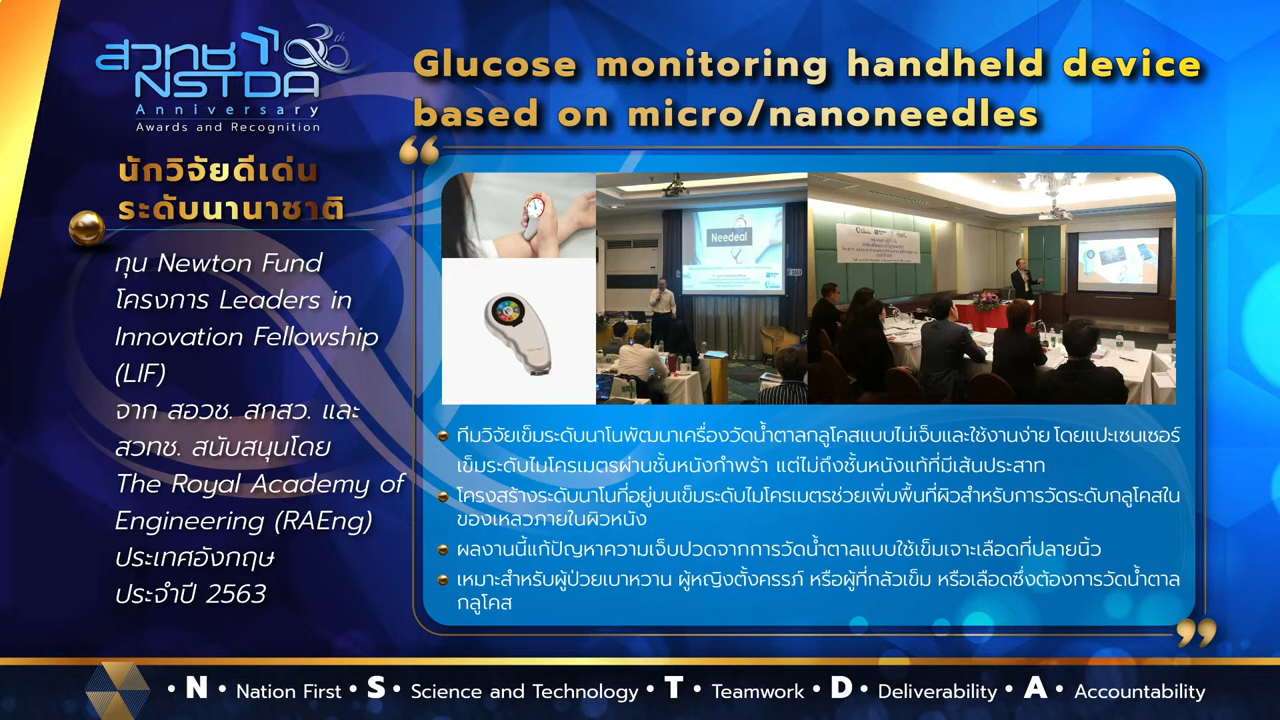 สวทช
NSTDA
30th
Anniversary
Awards and Recognition
Glucose monitoring handheld device
based on micro/nanoneedles
นักวิจัยดีเด่น
ระดับนานาชาติ
ทุน Newton Fund
โครงการ Leaders in
Innovation Fellowship
(LIF)
จาก สอวช. สกสว. และ
สวทช. สนับสนุนโดย
The Royal Academy of
Engineering (RAEng)
ประเทศอังกฤษ
ประจำปี 2563
Needeal
ทีมวิจัยเข็มระดับนาโนพัฒนาเครื่องวัดน้ำตาลกลูโคสแบบไม่เจ็บและใช้งานง่าย โดยแปะเซนเซอร์
เข็มระดับไมโครเมตรผ่านชั้นหนังกำพร้า แต่ไม่ถึงชั้นหนังแท้ที่มีเส้นประสาท
โครงสร้างระดับนาโนที่อยู่บนเข็มระดับไมโครเมตรช่วยเพิ่มพื้นที่ผิวสำหรับการวัดระดับกลูโคสใน
ของเหลวภายในผิวหนัง
ผลงานนี้แก้ปัญหาความเจ็บปวดจากการวัดน้ำตาลแบบใช้เข็มเจาะเลือดที่ปลายนิ้ว
เหมาะสำหรับผู้ป่วยเบาหวาน ผู้หญิงตั้งครรภ์ หรือผู้ที่กลัวเข็ม หรือเลือดซึ่งต้องการวัดน้ำตาล
กลูโคส
• N • Nation First • S • Science and Technology • T • Teamwork • D • Deliverability • A • Accountability